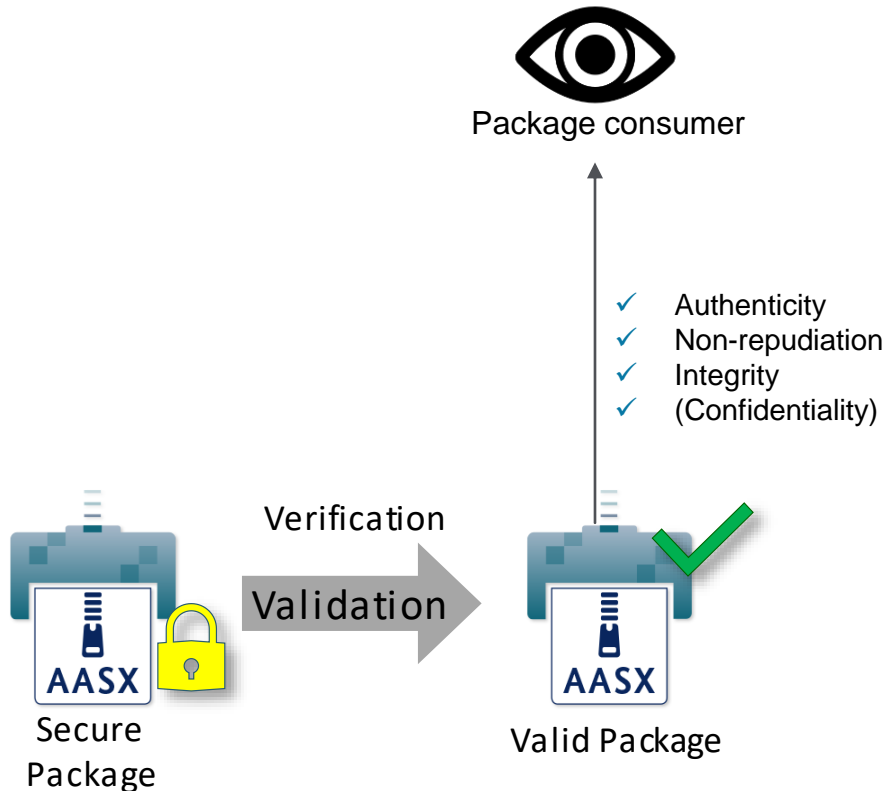 Package consumer
✓ Authenticity
✓ Non-repudiation
✓ Integrity
✓ (Confidentiality)
Verification
Validation
AASX
AASX
Secure
Package
Valid Package